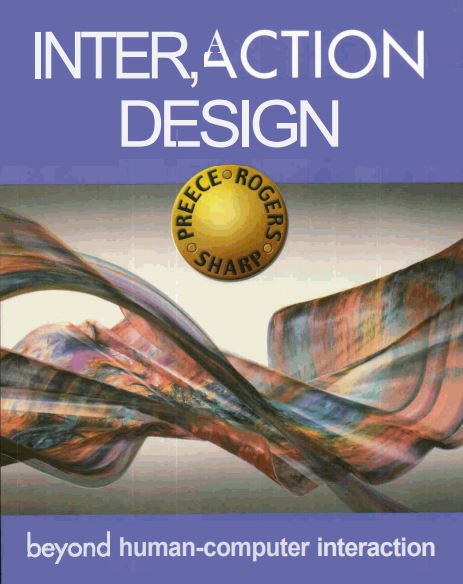 INTER,ACTION
DESIGN
PREECE ROGERS
SHARP
beyond human-computer interaction